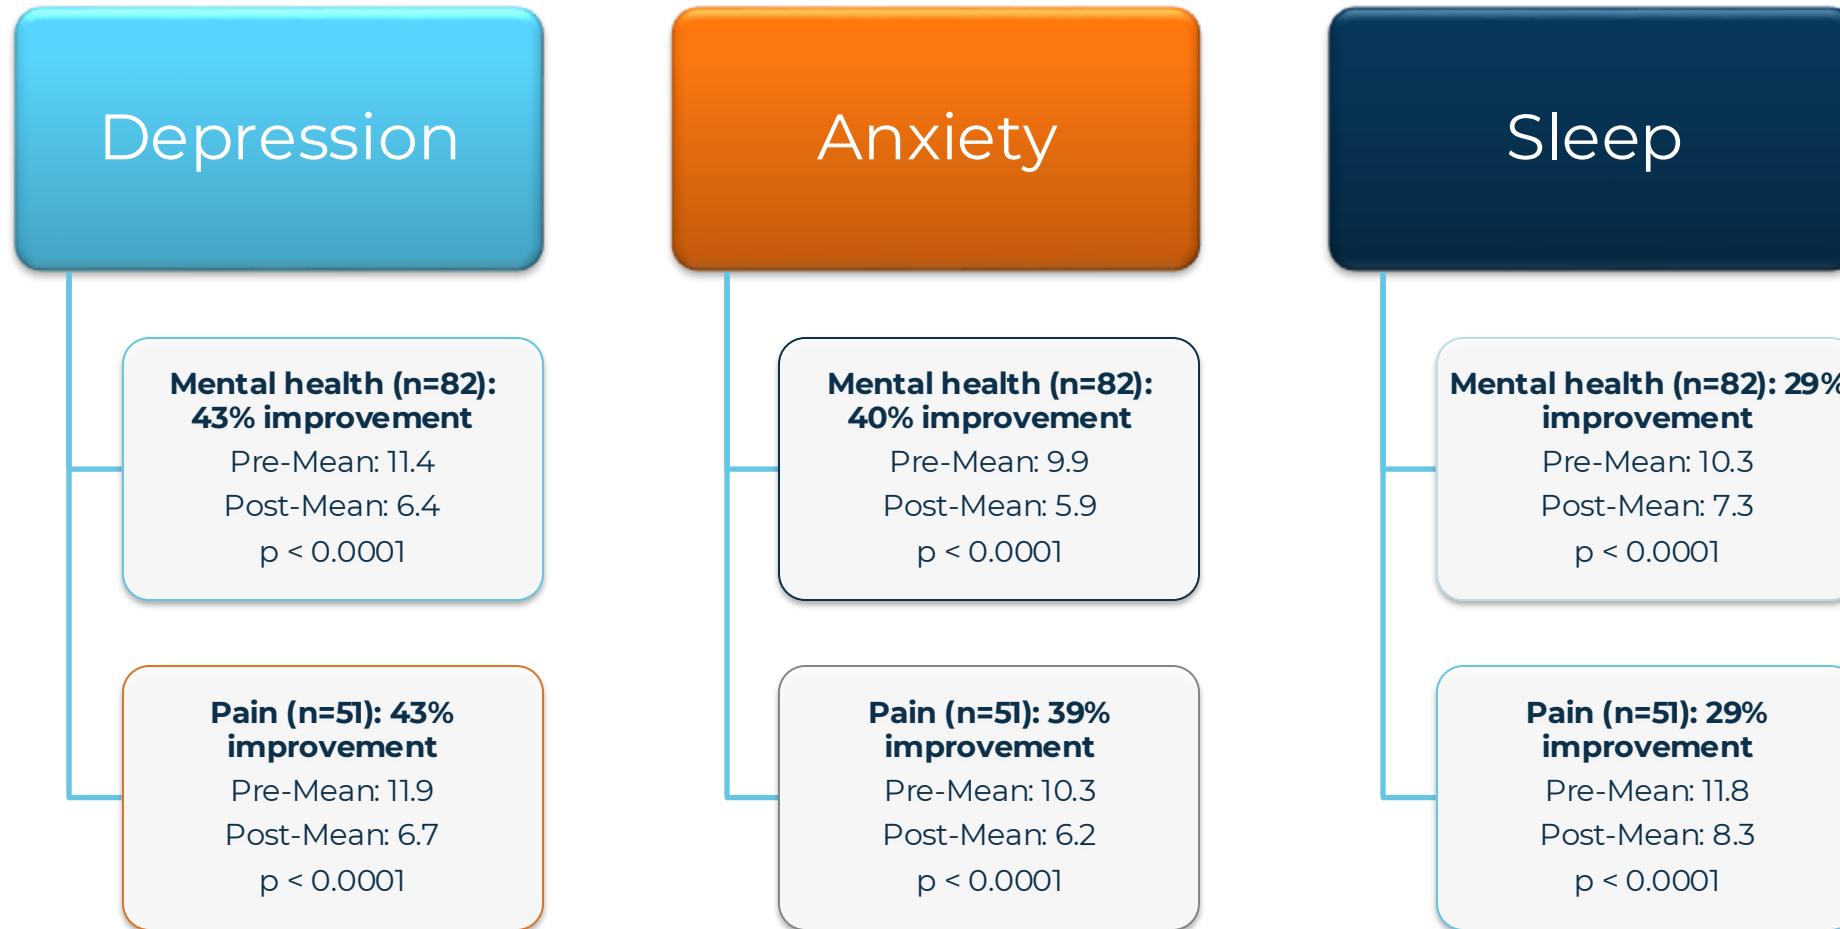 Depression
Mental health (n=82):
43% improvement
Pre-Mean: 11.4
Post-Mean: 6.4
p < 0.0001
Pain (n=51): 43%
improvement
Pre-Mean: 11.9
Post-Mean: 6.7
p < 0.0001
Anxiety
Mental health (n=82):
40% improvement
Pre-Mean: 9.9
Post-Mean: 5.9
p < 0.0001
Pain (n=51): 39%
improvement
Pre-Mean: 10.3
Post-Mean: 6.2
p < 0.0001
Sleep
Mental health (n=82): 29%
improvement
Pre-Mean: 10.3
Post-Mean: 7.3
p < 0.0001
Pain (n=51): 29%
improvement
Pre-Mean: 11.8
Post-Mean: 8.3
p < 0.0001